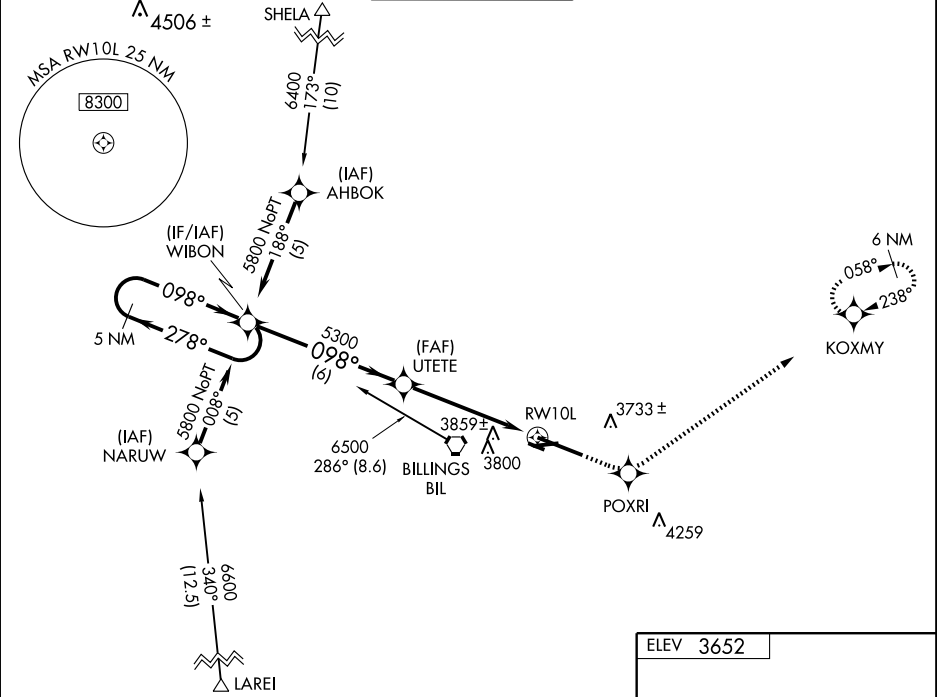 4506 ±
SHELA
MSA RW10L 25 NM
8300
6400
173°
(10)
(IAF)
AHBOK
5800 NoPT
188°
(5)
(IF/IAF)
WIBON
6 NM
058°
238°
KOXMY
098°
278°
5 NM
5300
098°
(6)
(FAF)
UTETE
5800 NoPT
008°
(5)
(IAF)
NARUW
6500
286° (8.6)
BILLINGS
BIL
3859±
3800
RW10L
3733 ±
POXRI
4259
6600
340°
(12.5)
LAREI
ELEV 3652